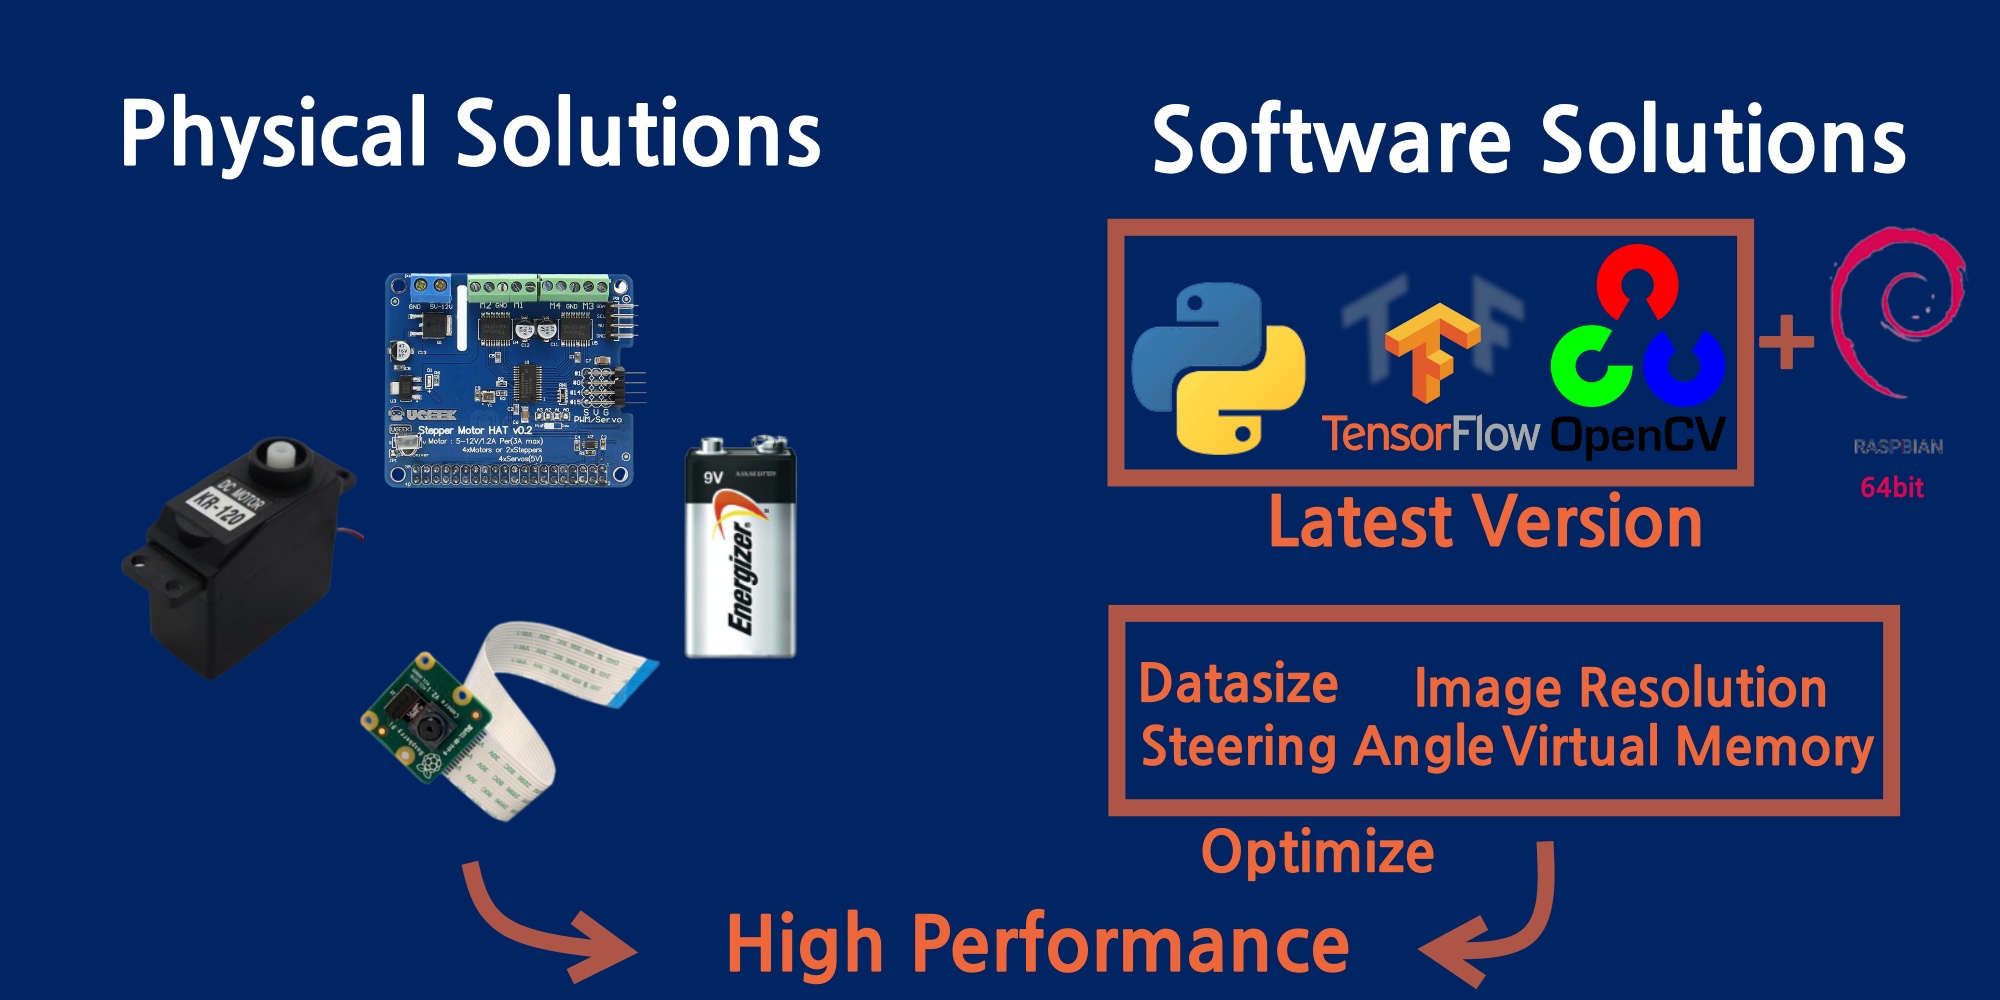 Physical Solutions
Software Solutions
GND 5V-12V
M2 GND M1
M4 GND M3
UGEEK
S V G
PWM/Servo
Stepper Motor HAT v0.2
Motor : 5-12V/1.2A Per(3A max)
4xMotors or 2xSteppers
4xServos(5V)
DC MOTOR
KR-120
9V
Energizer
TensorFlow
OpenCV
+
RASPBIAN
64bit
Latest Version
Datasize
Image Resolution
Steering Angle
Virtual Memory
Optimize
High Performance